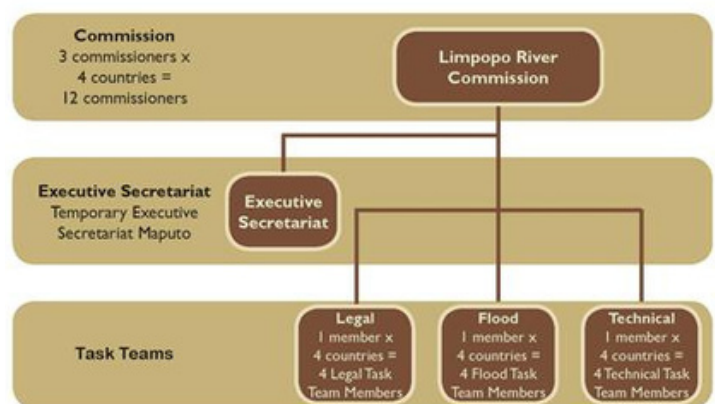 Commission
3 commissioners x
4 countries =
12 commissioners
Limpopo River
Commission
Executive Secretariat
Temporary Executive
Secretariat Maputo
Executive
Secretariat
Task Teams
Legal
1 member x
4 countries =
4 Legal Task
Team Members
Flood
1 member x
4 countries =
4 Flood Task
Team Members
Technical
1 member x
4 countries =
4 Technical Task
Team Members